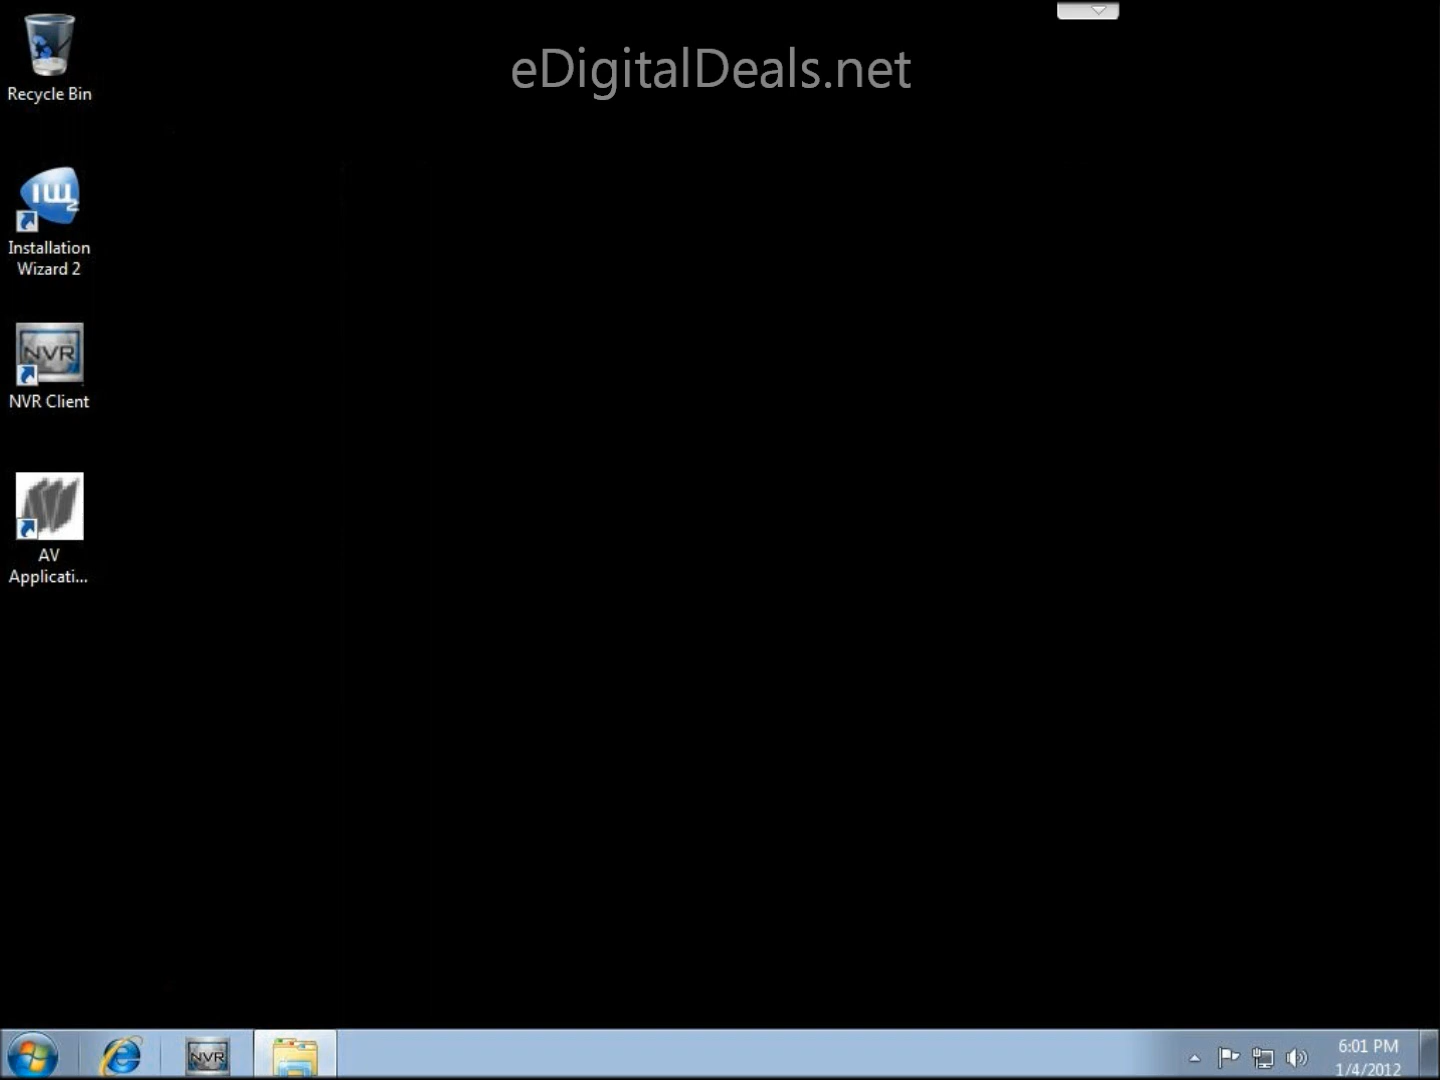 eDigitalDeals.net
Recycle Bin
Installation
Wizard 2
NVR
NVR Client
AV
Applicati...
NVR
6:01 PM
1/4/2012